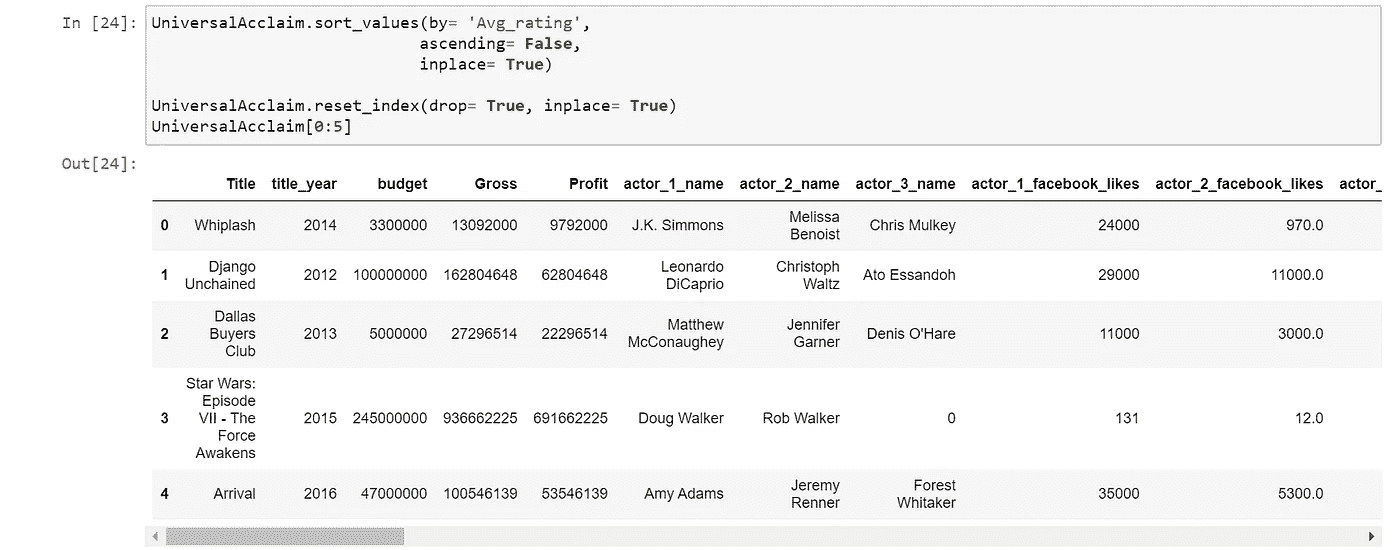 In [24]: UniversalAcclaim.sort_values(by= 'Avg_rating',
ascending= False,
inplace= True)
UniversalAcclaim.reset_index(drop= True, inplace= True)
UniversalAcclaim[0:5]
Out[24]:
Title title_year budget Gross Profit actor_1_name actor_2_name actor_3_name actor_1_facebook_likes actor_2_facebook_likes actor_
0 Whiplash 2014 3300000 13092000 9792000 J.K. Simmons Melissa Benoist Chris Mulkey 24000 970.0
1 Django Unchained 2012 100000000 162804648 62804648 Leonardo DiCaprio Christoph Waltz Ato Essandoh 29000 11000.0
2 Dallas Buyers Club 2013 5000000 27296514 22296514 Matthew McConaughey Jennifer Garner Denis O'Hare 11000 3000.0
3 Star Wars: Episode VII - The Force Awakens 2015 245000000 936662225 691662225 Doug Walker Rob Walker 0 131 12.0
4 Arrival 2016 47000000 100546139 53546139 Amy Adams Jeremy Renner Forest Whitaker 35000 5300.0